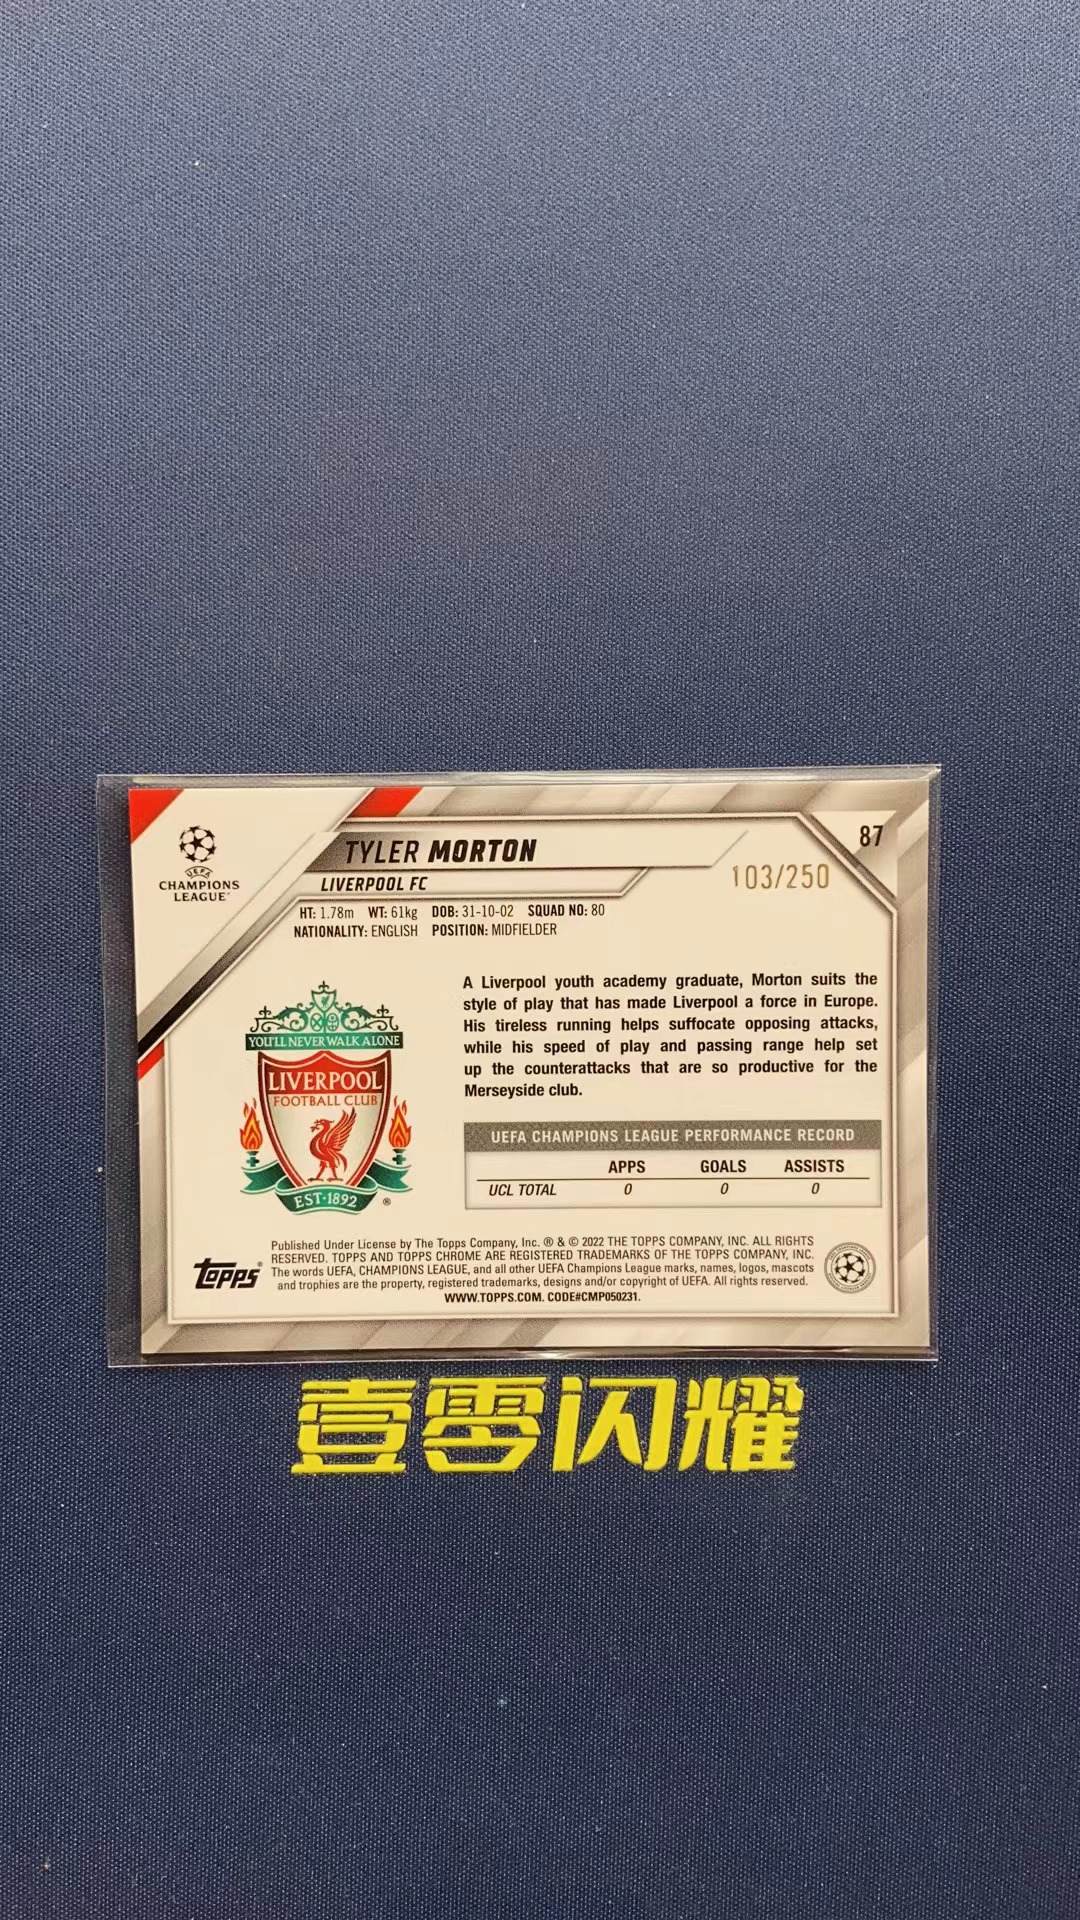 UEFA
CHAMPIONS
LEAGUE
TYLER MORTON
87
LIVERPOOL FC
103/250
HT: 1.78m WT: 61kg DOB: 31-10-02 SQUAD NO: 80
NATIONALITY: ENGLISH POSITION: MIDFIELDER
YOU'LL NEVER WALK ALONE
LIVERPOOL
FOOTBALL CLUB
EST·1892
®
A Liverpool youth academy graduate, Morton suits the
style of play that has made Liverpool a force in Europe.
His tireless running helps suffocate opposing attacks,
while his speed of play and passing range help set
up the counterattacks that are so productive for the
Merseyside club.
UEFA CHAMPIONS LEAGUE PERFORMANCE RECORD
APPS GOALS ASSISTS
UCL TOTAL 0 0 0
Topps®
Published Under License by The Topps Company, Inc. ® & © 2022 THE TOPPS COMPANY, INC. ALL RIGHTS
RESERVED. TOPPS AND TOPPS CHROME ARE REGISTERED TRADEMARKS OF THE TOPPS COMPANY, INC.
The words UEFA, CHAMPIONS LEAGUE, and all other UEFA Champions League marks, names, logos, mascots
and trophies are the property, registered trademarks, designs and/or copyright of UEFA. All rights reserved.
WWW.TOPPS.COM. CODE#CMP050231.
壹零闪耀